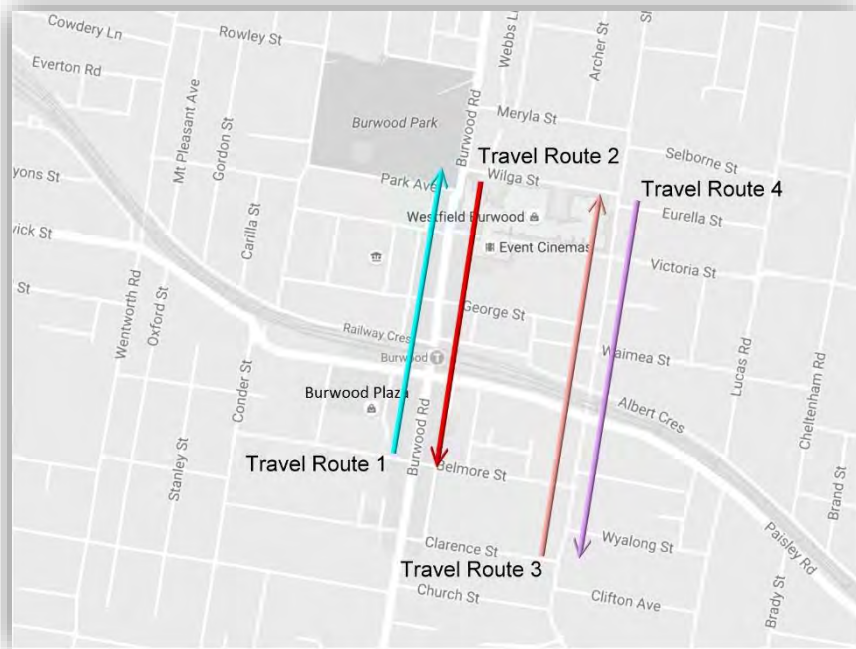 Cowdery Ln
Rowley St
Everton Rd
Mt Pleasant Ave
Gordon St
Webbs
Archer St
Burwood Park
Burwood Rd
Meryla St
Travel Route 2
Selborne St
Park Ave
Wilga St
Travel Route 4
yons St
Carilla St
Westfield Burwood
Eurella St
wick St
Event Cinemas
Victoria St
St
Wentworth Rd
Oxford St
George St
Railway Cres
Burwood
T
Waimea St
Lucas Rd
Cheltenham Rd
Burwood Plaza
Conder St
Albert Cres
Burwood Rd
Stanley St
Travel Route 1
Belmore St
Brand St
Clarence St
Wyalong St
Paisley Rd
Travel Route 3
Church St
Clifton Ave
Brady St